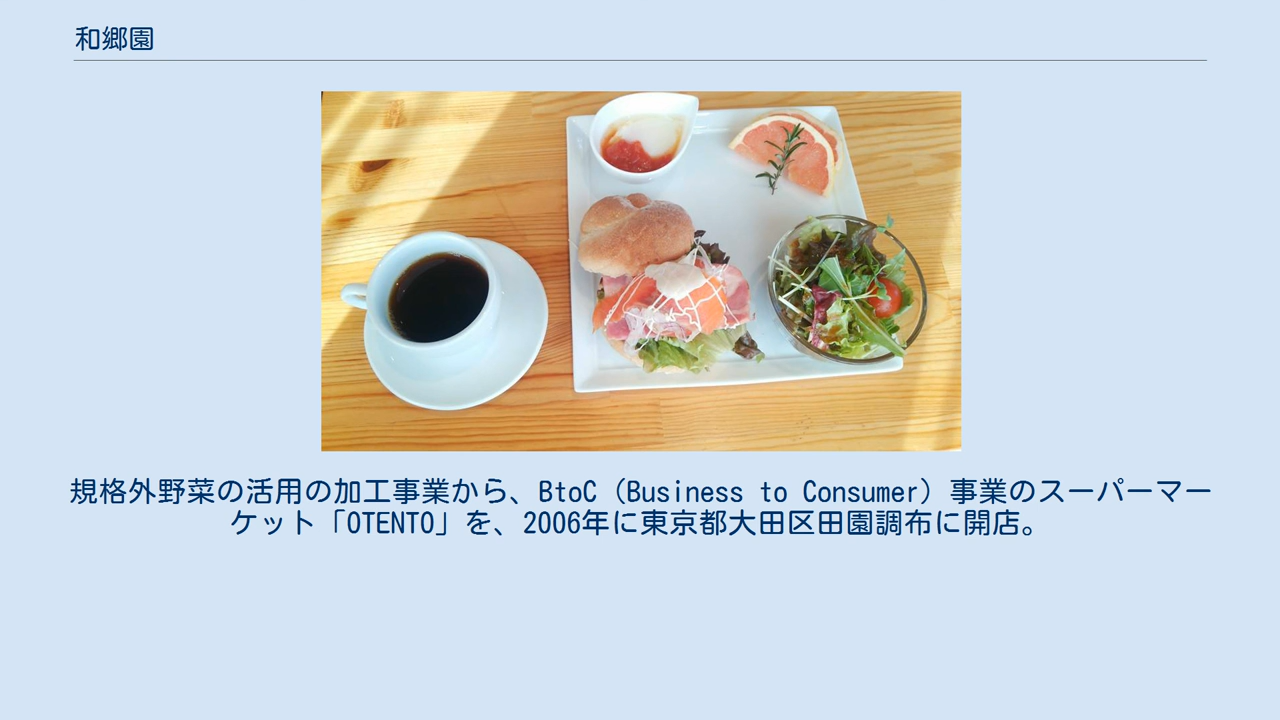 和郷園
規格外野菜の活用の加工事業から、BtoC（Business to Consumer）事業のスーパーマー
ケット「OTENTO」を、2006年に東京都大田区田園調布に開店。